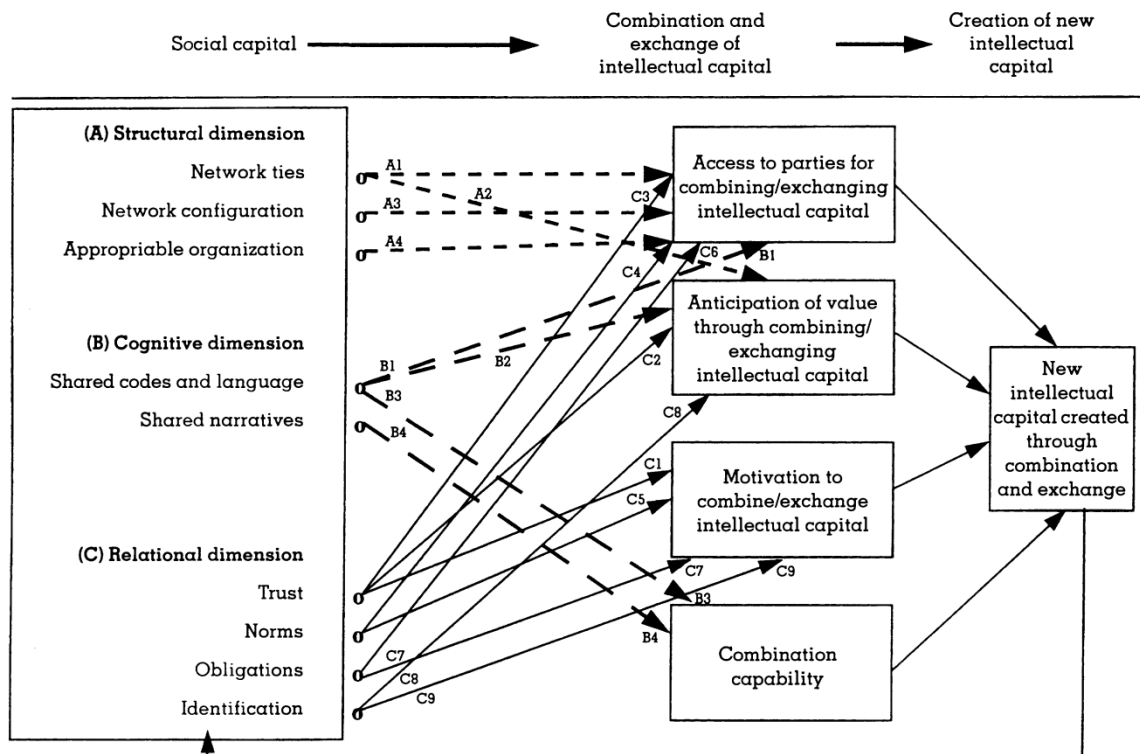 Social capital
Combination and
exchange of
intellectual capital
Creation of new
intellectual
capital
(A) Structural dimension
Network ties
Network configuration
Appropriable organization
(B) Cognitive dimension
Shared codes and language
Shared narratives
(C) Relational dimension
Trust
Norms
Obligations
Identification
A1
A2
A3
A4
B1
B2
B3
B4
C7
C8
C9
C3
C4
C6
B1
C2
C8
C1
C5
C7
C9
B3
B4
Access to parties for
combining/exchanging
intellectual capital
Anticipation of value
through combining/
exchanging
intellectual capital
Motivation to
combine/exchange
intellectual capital
Combination
capability
New
intellectual
capital created
through
combination
and exchange